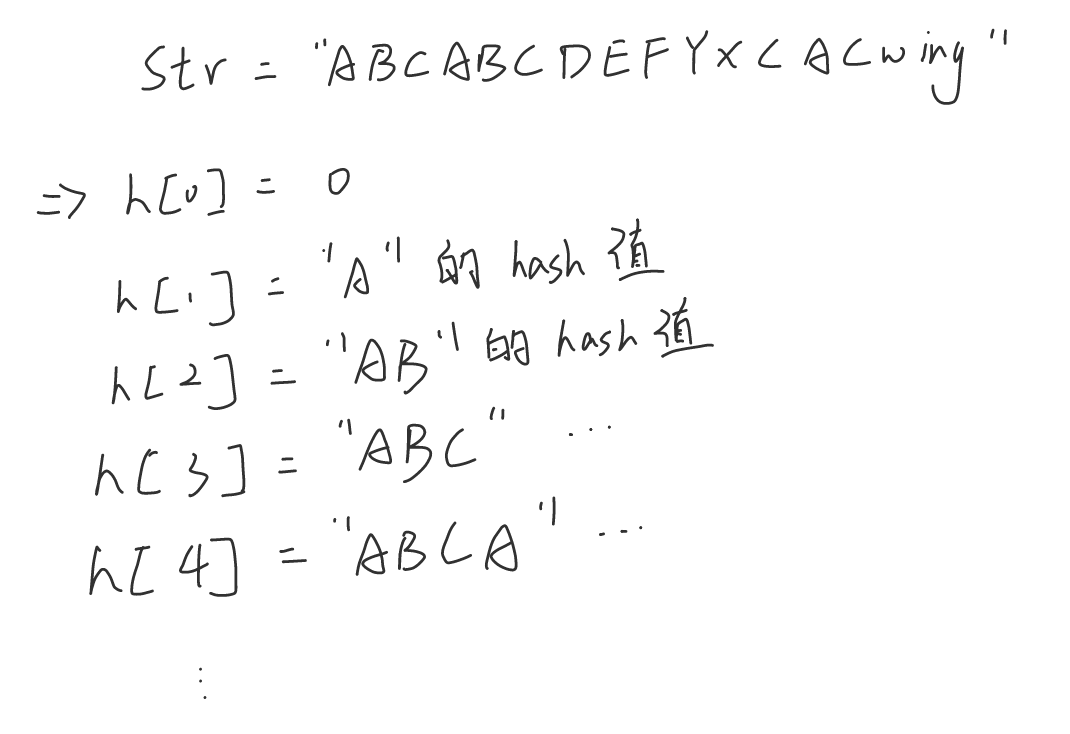 Str = "ABCABCDEFYXCACwing"
=> h[0] = 0
h[1] = "A" 的 hash 值
h[2] = "AB" 的 hash 值
h[3] = "ABC" ...
h[4] = "ABCA" ...
⋮